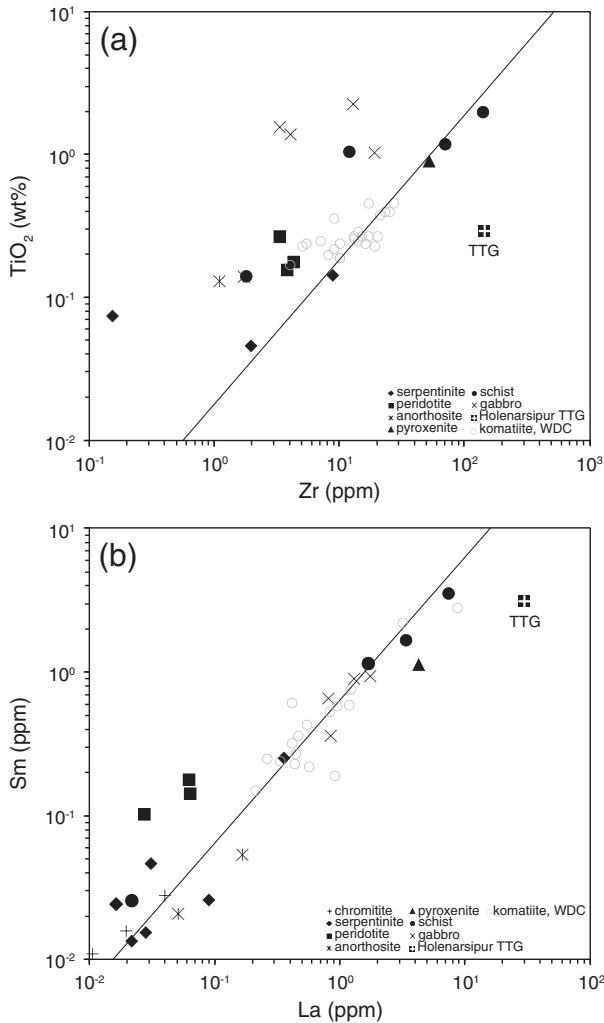 (a)
TiO₂ (wt%)
10¹
10⁰
10⁻¹
10⁻²
TTG
serpentinite schist
peridotite gabbro
anorthosite Holenarsipur TTG
pyroxenite komatiite, WDC
10⁻¹ 10⁰ 10¹ 10² 10³
Zr (ppm)
(b)
Sm (ppm)
10¹
10⁰
10⁻¹
10⁻²
TTG
chromitite pyroxenite komatiite, WDC
serpentinite schist
peridotite gabbro
anorthosite Holenarsipur TTG
10⁻² 10⁻¹ 10⁰ 10¹ 10²
La (ppm)